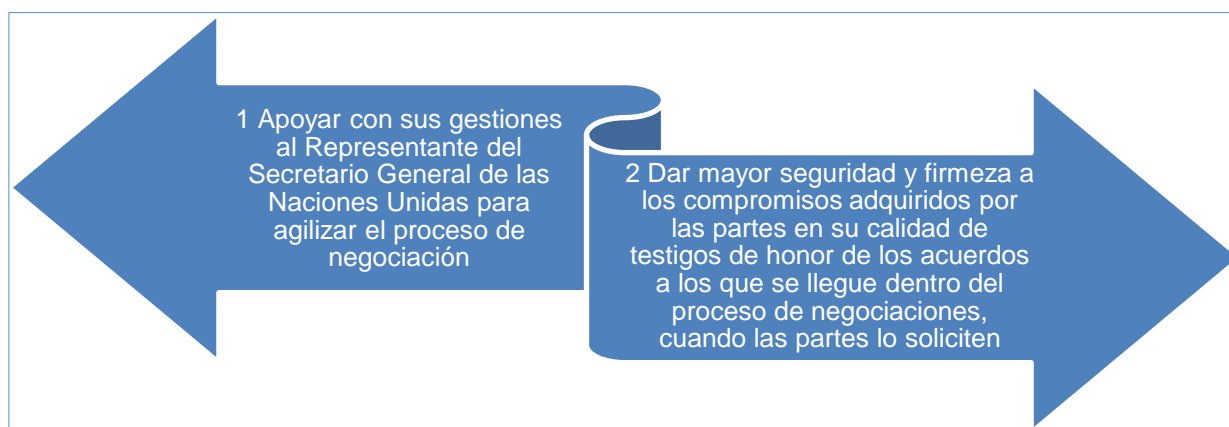 1 Apoyar con sus gestiones
al Representante del
Secretario General de las
Naciones Unidas para
agilizar el proceso de
negociación
2 Dar mayor seguridad y firmeza a
los compromisos adquiridos por
las partes en su calidad de
testigos de honor de los acuerdos
a los que se llegue dentro del
proceso de negociaciones,
cuando las partes lo soliciten